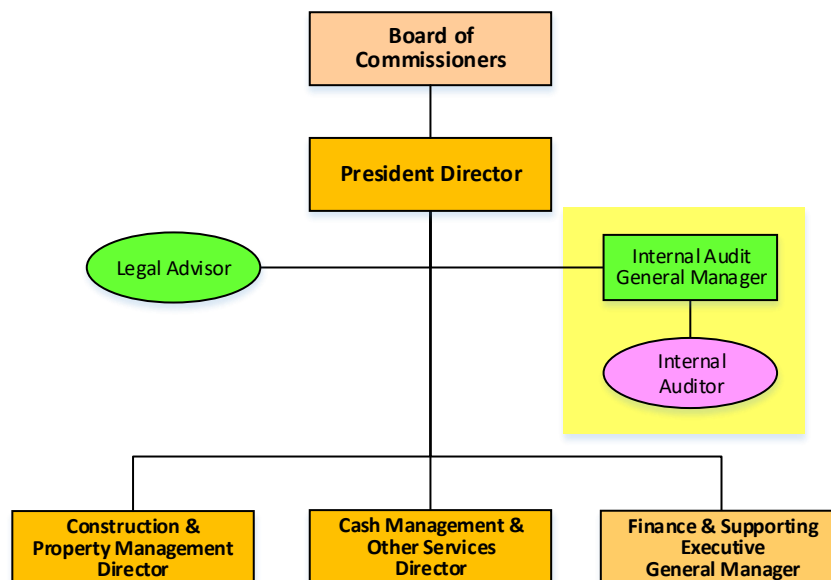 Board of
Commissioners
President Director
Legal Advisor
Internal Audit
General Manager
Internal
Auditor
Construction &
Property Management
Director
Cash Management &
Other Services
Director
Finance & Supporting
Executive
General Manager